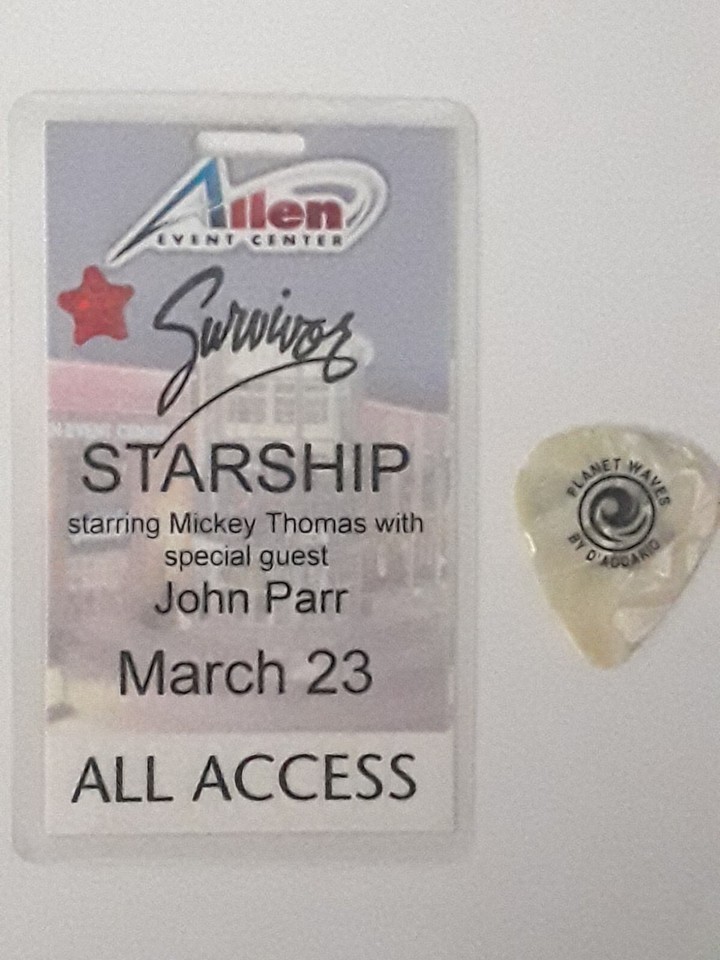 Allen
EVENT CENTER
Survivor
STARSHIP
starring Mickey Thomas with
special guest
John Parr
March 23
ALL ACCESS
PLANET WAVES
BY D'ADDARIO